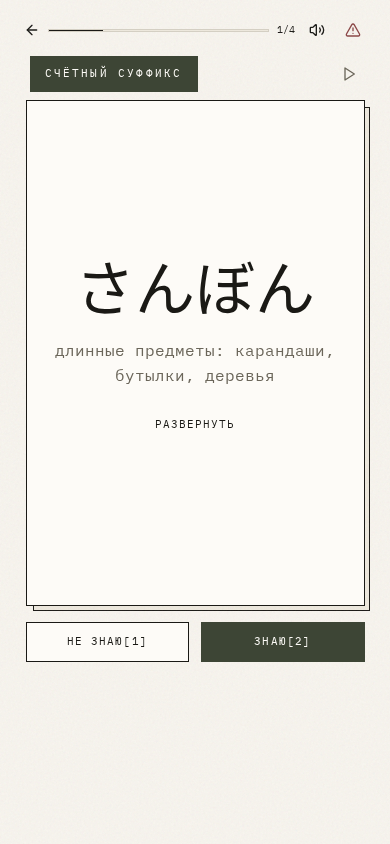 1/4
СЧЁТНЫЙ СУФФИКС
さんぼん
длинные предметы: карандаши,
бутылки, деревья
РАЗВЕРНУТЬ
НЕ ЗНАЮ[1]
ЗНАЮ[2]